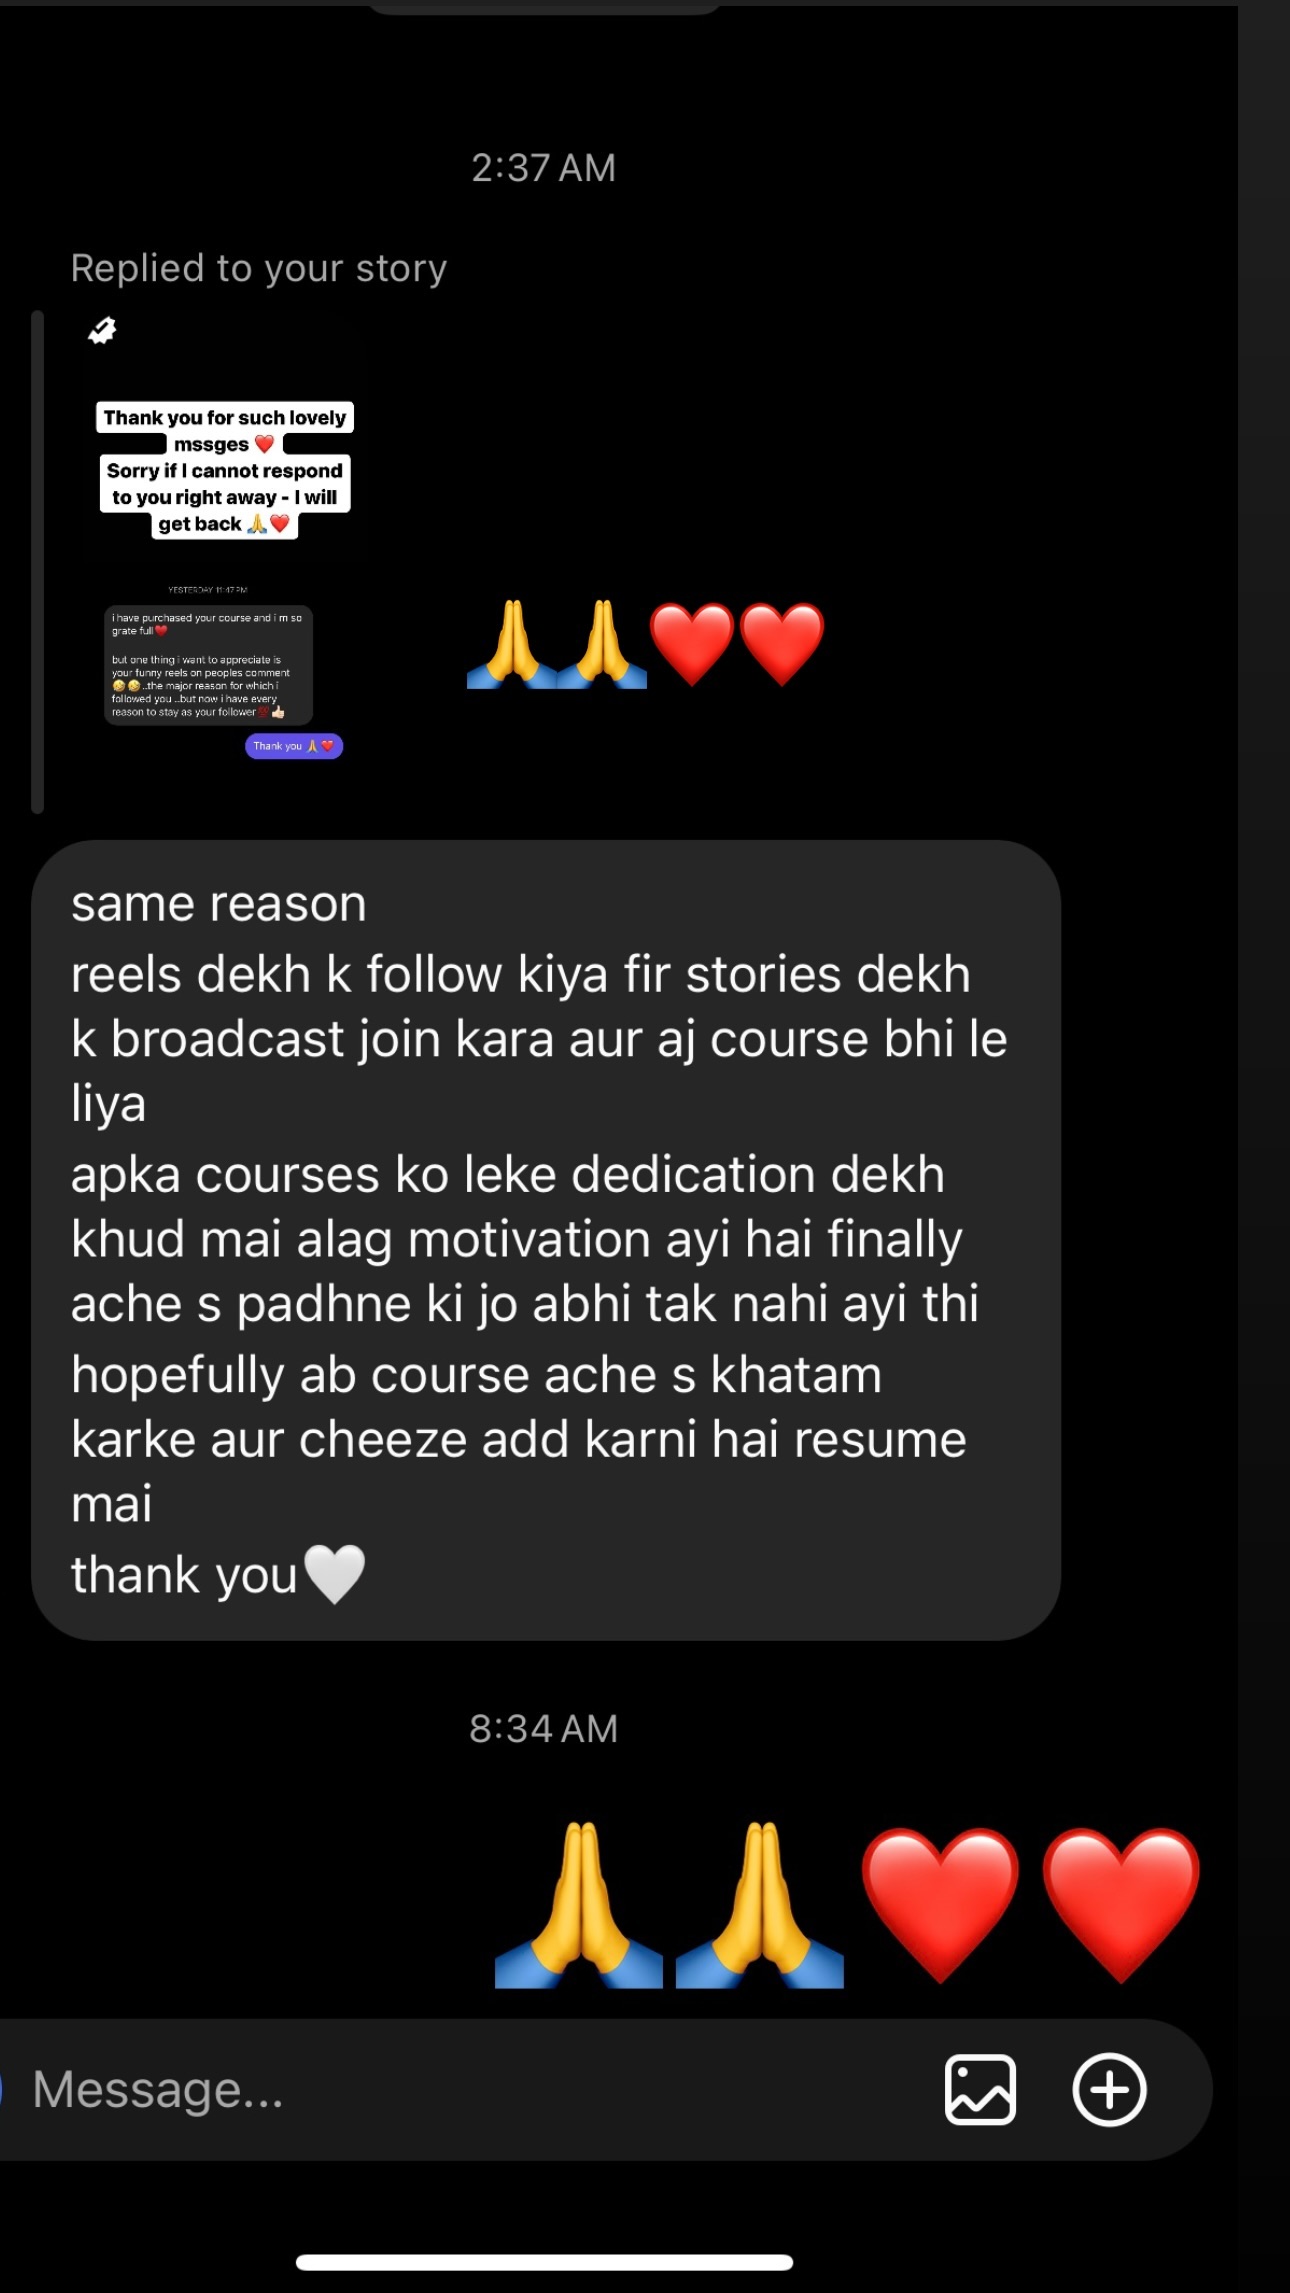 2:37 AM
Replied to your story
Thank you for such lovely
mssges ❤️
Sorry if I cannot respond
to you right away - I will
get back 🙏❤️
YESTERDAY 11:47 PM
i have purchased your course and i m so
grate full❤️
but one thing i want to appreciate is
your funny reels on peoples comment
🤣🤣..the major reason for which i
followed you ..but now i have every
reason to stay as your follower💯👍🏻
Thank you 🙏❤️
🙏🙏❤️❤️
same reason
reels dekh k follow kiya fir stories dekh
k broadcast join kara aur aj course bhi le
liya
apka courses ko leke dedication dekh
khud mai alag motivation ayi hai finally
ache s padhne ki jo abhi tak nahi ayi thi
hopefully ab course ache s khatam
karke aur cheeze add karni hai resume
mai
thank you🤍
8:34 AM
🙏🙏❤️❤️
Message...